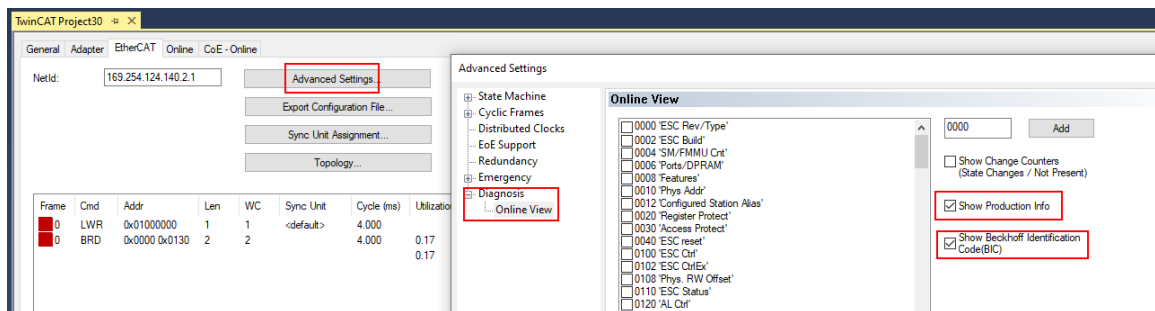 TwinCAT Project30
General Adapter EtherCAT Online CoE - Online
NetId: 169.254.124.140.2.1
Advanced Settings...
Export Configuration File...
Sync Unit Assignment...
Topology...
Frame Cmd Addr Len WC Sync Unit Cycle (ms) Utilizatio
0 LWR 0x01000000 1 1 <default> 4.000
0 BRD 0x0000 0x0130 2 2 4.000 0.17
0.17
Advanced Settings
State Machine
Cyclic Frames
Distributed Clocks
EoE Support
Redundancy
Emergency
Diagnosis
Online View
Online View
0000 'ESC Rev/Type'
0002 'ESC Build'
0004 'SM/FMMU Cnt'
0006 'Ports/DPRAM'
0008 'Features'
0010 'Phys Addr'
0012 'Configured Station Alias'
0020 'Register Protect'
0030 'Access Protect'
0040 'ESC reset'
0100 'ESC Ctrl'
0102 'ESC CtrlEx'
0108 'Phys. RW Offset'
0110 'ESC Status'
0120 'AL Ctrl'
0000 Add
Show Change Counters
(State Changes / Not Present)
Show Production Info
Show Beckhoff Identification
Code(BIC)